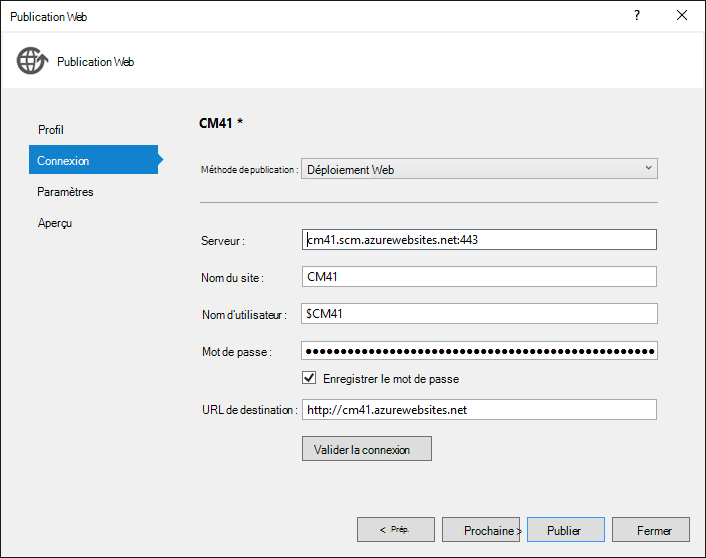 Publication Web
?
Publication Web
CM41 *
Profil
Connexion
Paramètres
Aperçu
Méthode de publication :
Déploiement Web
Serveur :
cm41.scm.azurewebsites.net:443
Nom du site :
CM41
Nom d'utilisateur :
$CM41
Mot de passe :
Enregistrer le mot de passe
URL de destination :
http://cm41.azurewebsites.net
Valider la connexion
< Prép.
Prochaine >
Publier
Fermer